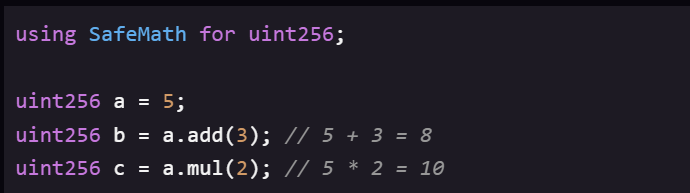 using SafeMath for uint256;
uint256 a = 5;
uint256 b = a.add(3); // 5 + 3 = 8
uint256 c = a.mul(2); // 5 * 2 = 10